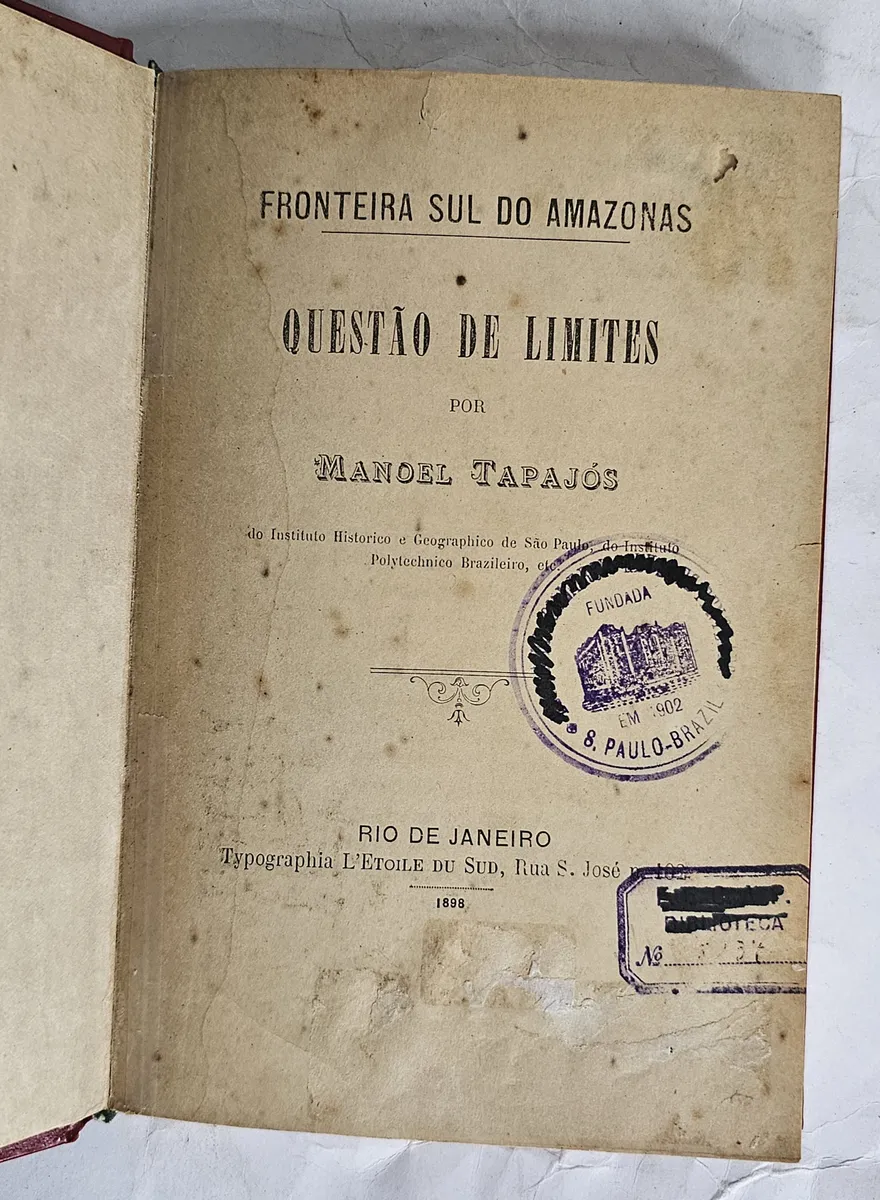 FRONTEIRA SUL DO AMAZONAS
QUESTÃO DE LIMITES
POR
MANOEL TAPAJÓS
do Instituto Historico e Geographico de São Paulo, do Instituto
Polytechnico Brazileiro, etc.
FUNDADA
EM 1902
S. PAULO-BRAZIL
RIO DE JANEIRO
Typographia L'ETOILE DU SUD, Rua S. José n. 102
1898
BIBLIOTECA
Nº